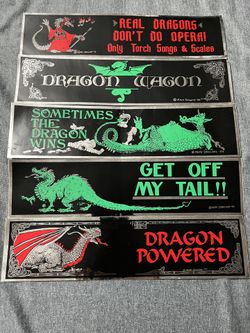 REAL DRAGONS
DON'T DO OPERA!
Only Torch Songs & Scales
DRAGON WAGON
SOMETIMES
THE
DRAGON
WINS
GET OFF
MY TAIL!!
DRAGON
POWERED